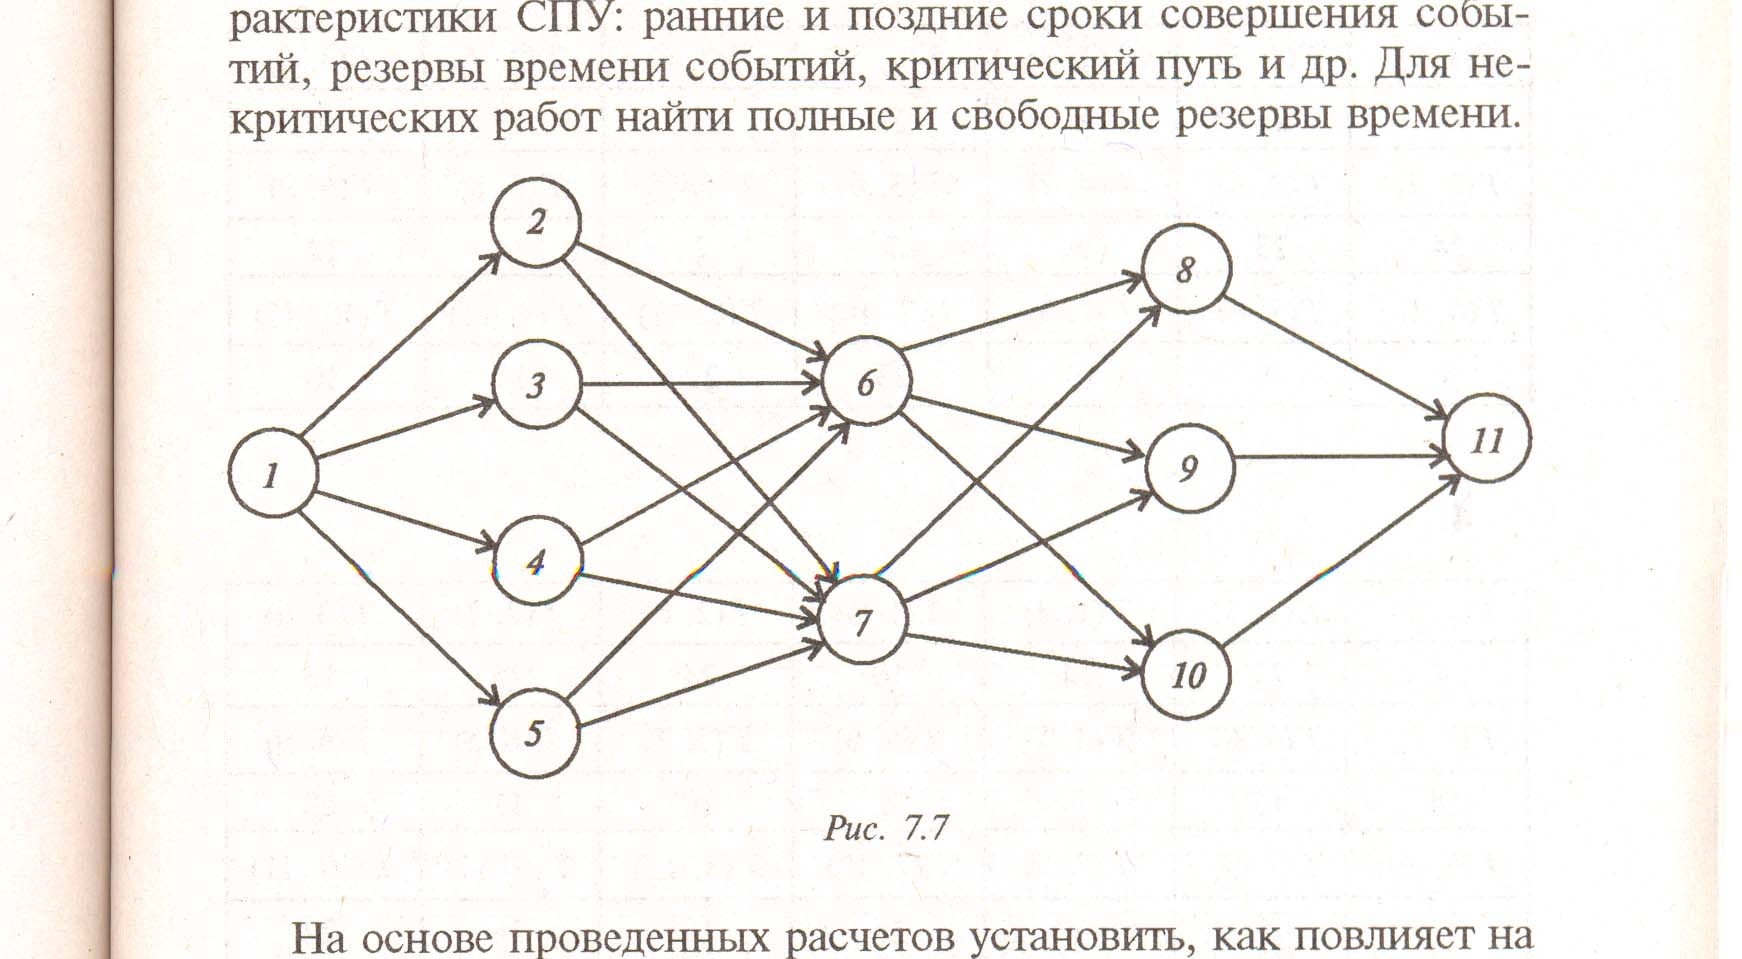 рактеристики СПУ: ранние и поздние сроки совершения собы-
тий, резервы времени событий, критический путь и др. Для не-
критических работ найти полные и свободные резервы времени.
2
8
3
6
11
1
9
4
7
10
5
Рис. 7.7
На основе проведенных расчетов установить, как повлияет на